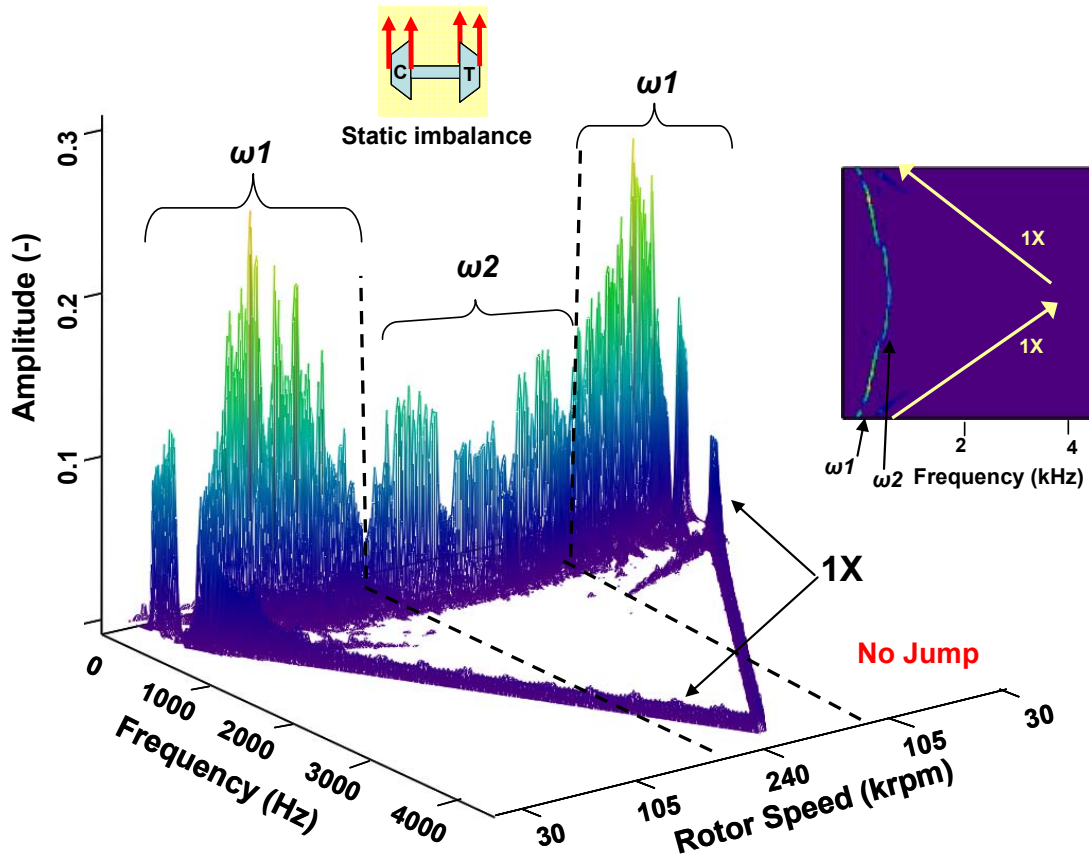 C
T
Static imbalance
ω1
ω1
ω2
0.3
0.2
0.1
Amplitude (-)
1X
1X
2
4
ω1
ω2
Frequency (kHz)
1X
No Jump
0
1000
2000
3000
4000
Frequency (Hz)
30
105
240
105
30
Rotor Speed (krpm)